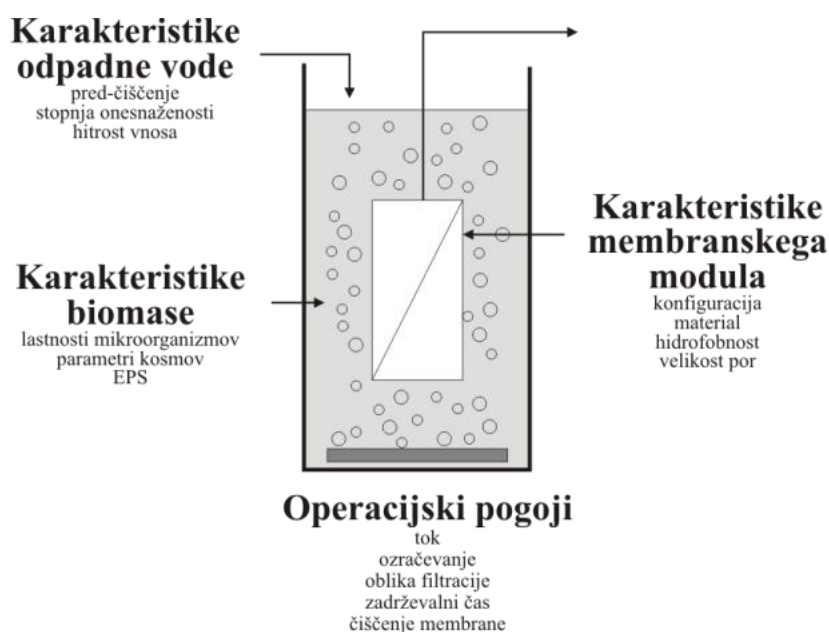 Karakteristike
odpadne vode
pred-čiščenje
stopnja onesnaženosti
hitrost vnosa
Karakteristike
membranskega
modula
konfiguracija
material
hidrofobnost
velikost por
Karakteristike
biomase
lastnosti mikroorganizmov
parametri kosmov
EPS
Operacijski pogoji
tok
ozračevanje
oblika filtracije
zadrževalni čas
čiščenje membrane